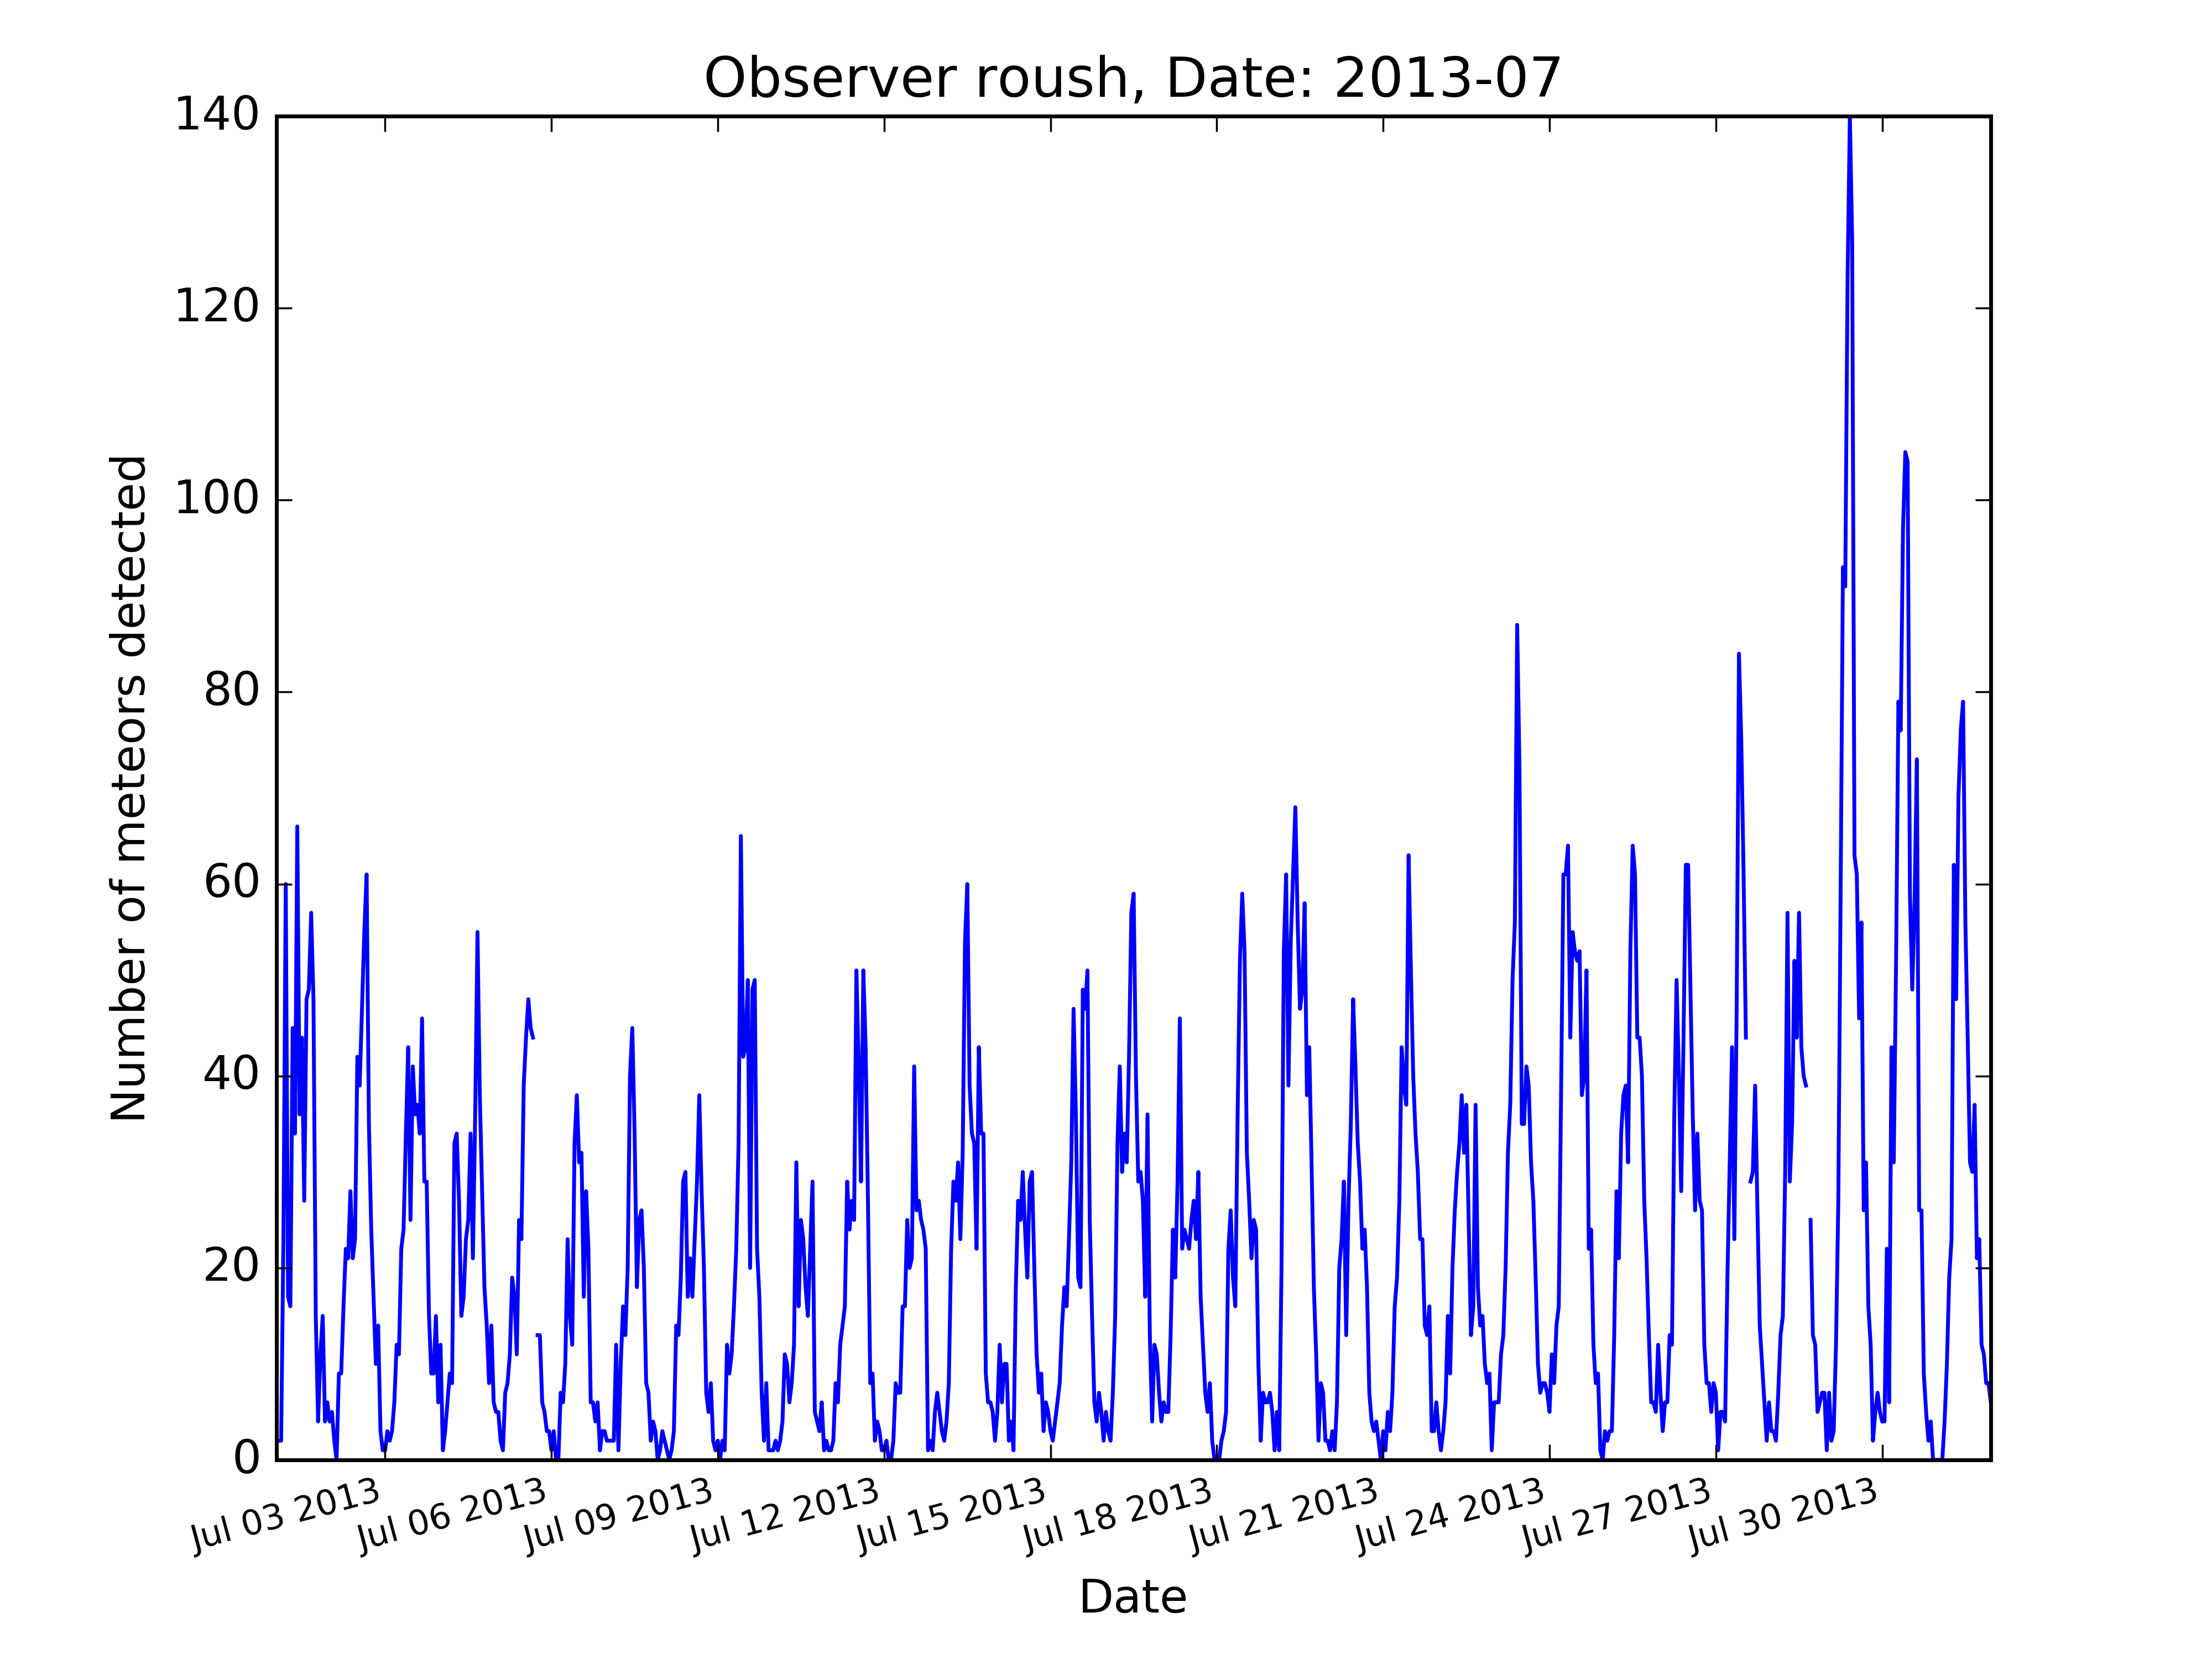 Observer roush, Date: 2013-07
140
120
100
80
60
40
20
0
Number of meteors detected
Jul 03 2013
Jul 06 2013
Jul 09 2013
Jul 12 2013
Jul 15 2013
Jul 18 2013
Jul 21 2013
Jul 24 2013
Jul 27 2013
Jul 30 2013
Date